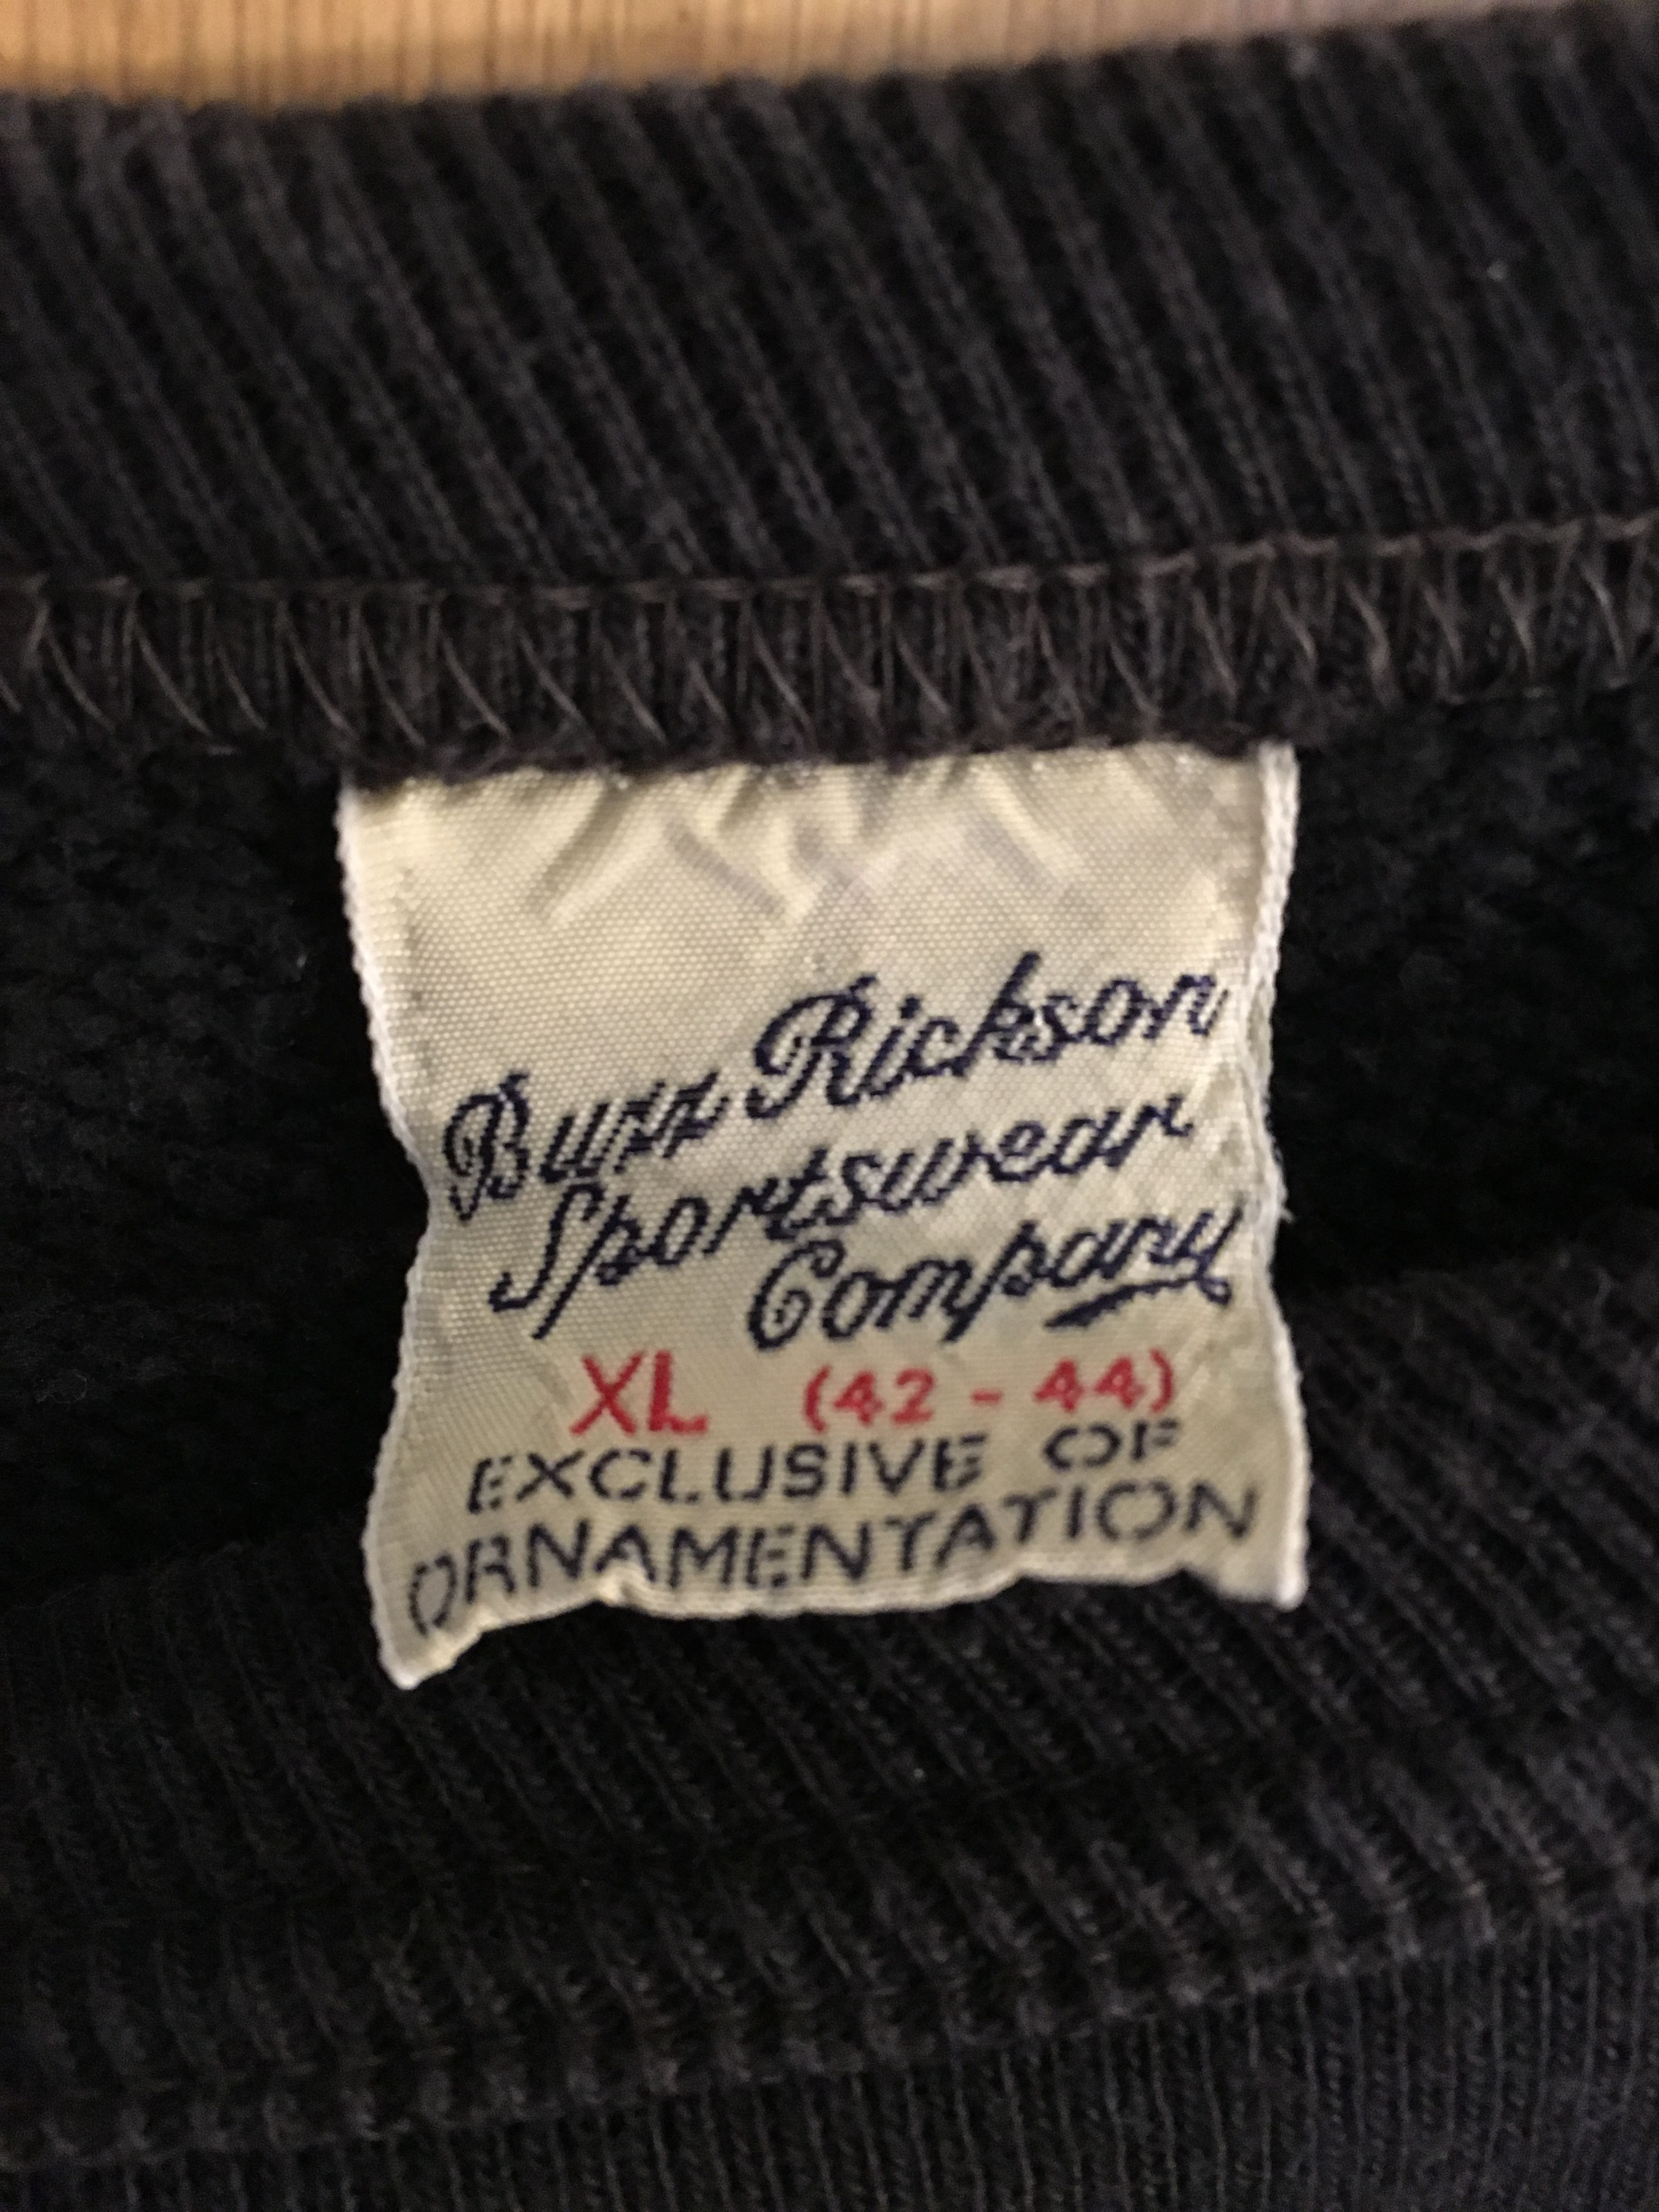 Buzz Rickson
Sportswear
Company
XL (42 - 44)
EXCLUSIVE OF
ORNAMENTATION